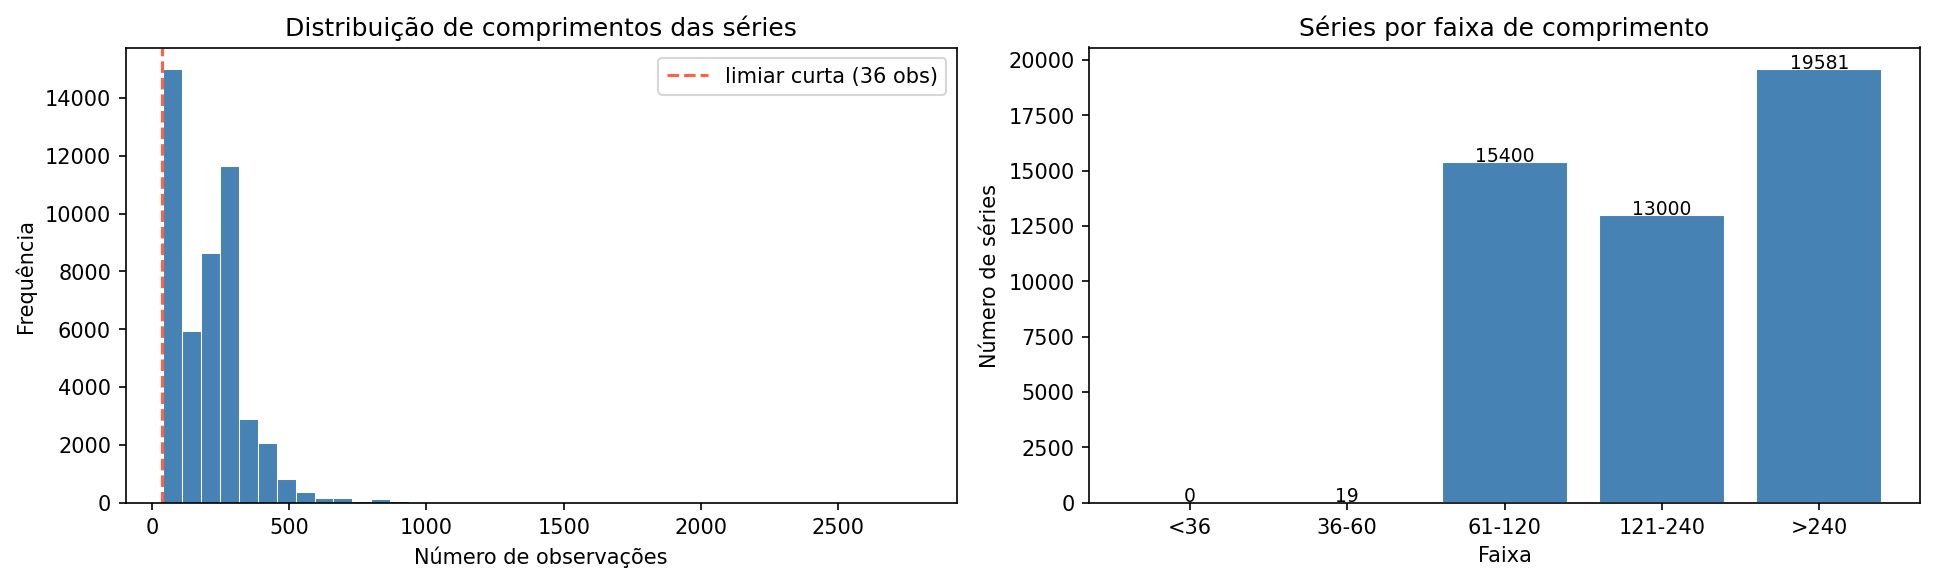 Distribuição de comprimentos das séries
limiar curta (36 obs)
14000
12000
10000
8000
6000
4000
2000
0
Frequência
0 500 1000 1500 2000 2500
Número de observações
Séries por faixa de comprimento
20000
17500
15000
12500
10000
7500
5000
2500
0
Número de séries
0
19
15400
13000
19581
<36 36-60 61-120 121-240 >240
Faixa